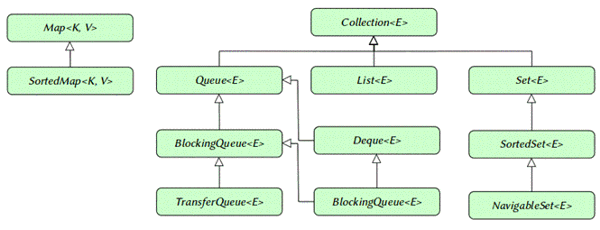 Map<K, V>
Collection<E>
SortedMap<K, V>
Queue<E>
List<E>
Set<E>
BlockingQueue<E>
Deque<E>
SortedSet<E>
TransferQueue<E>
BlockingQueue<E>
NavigableSet<E>